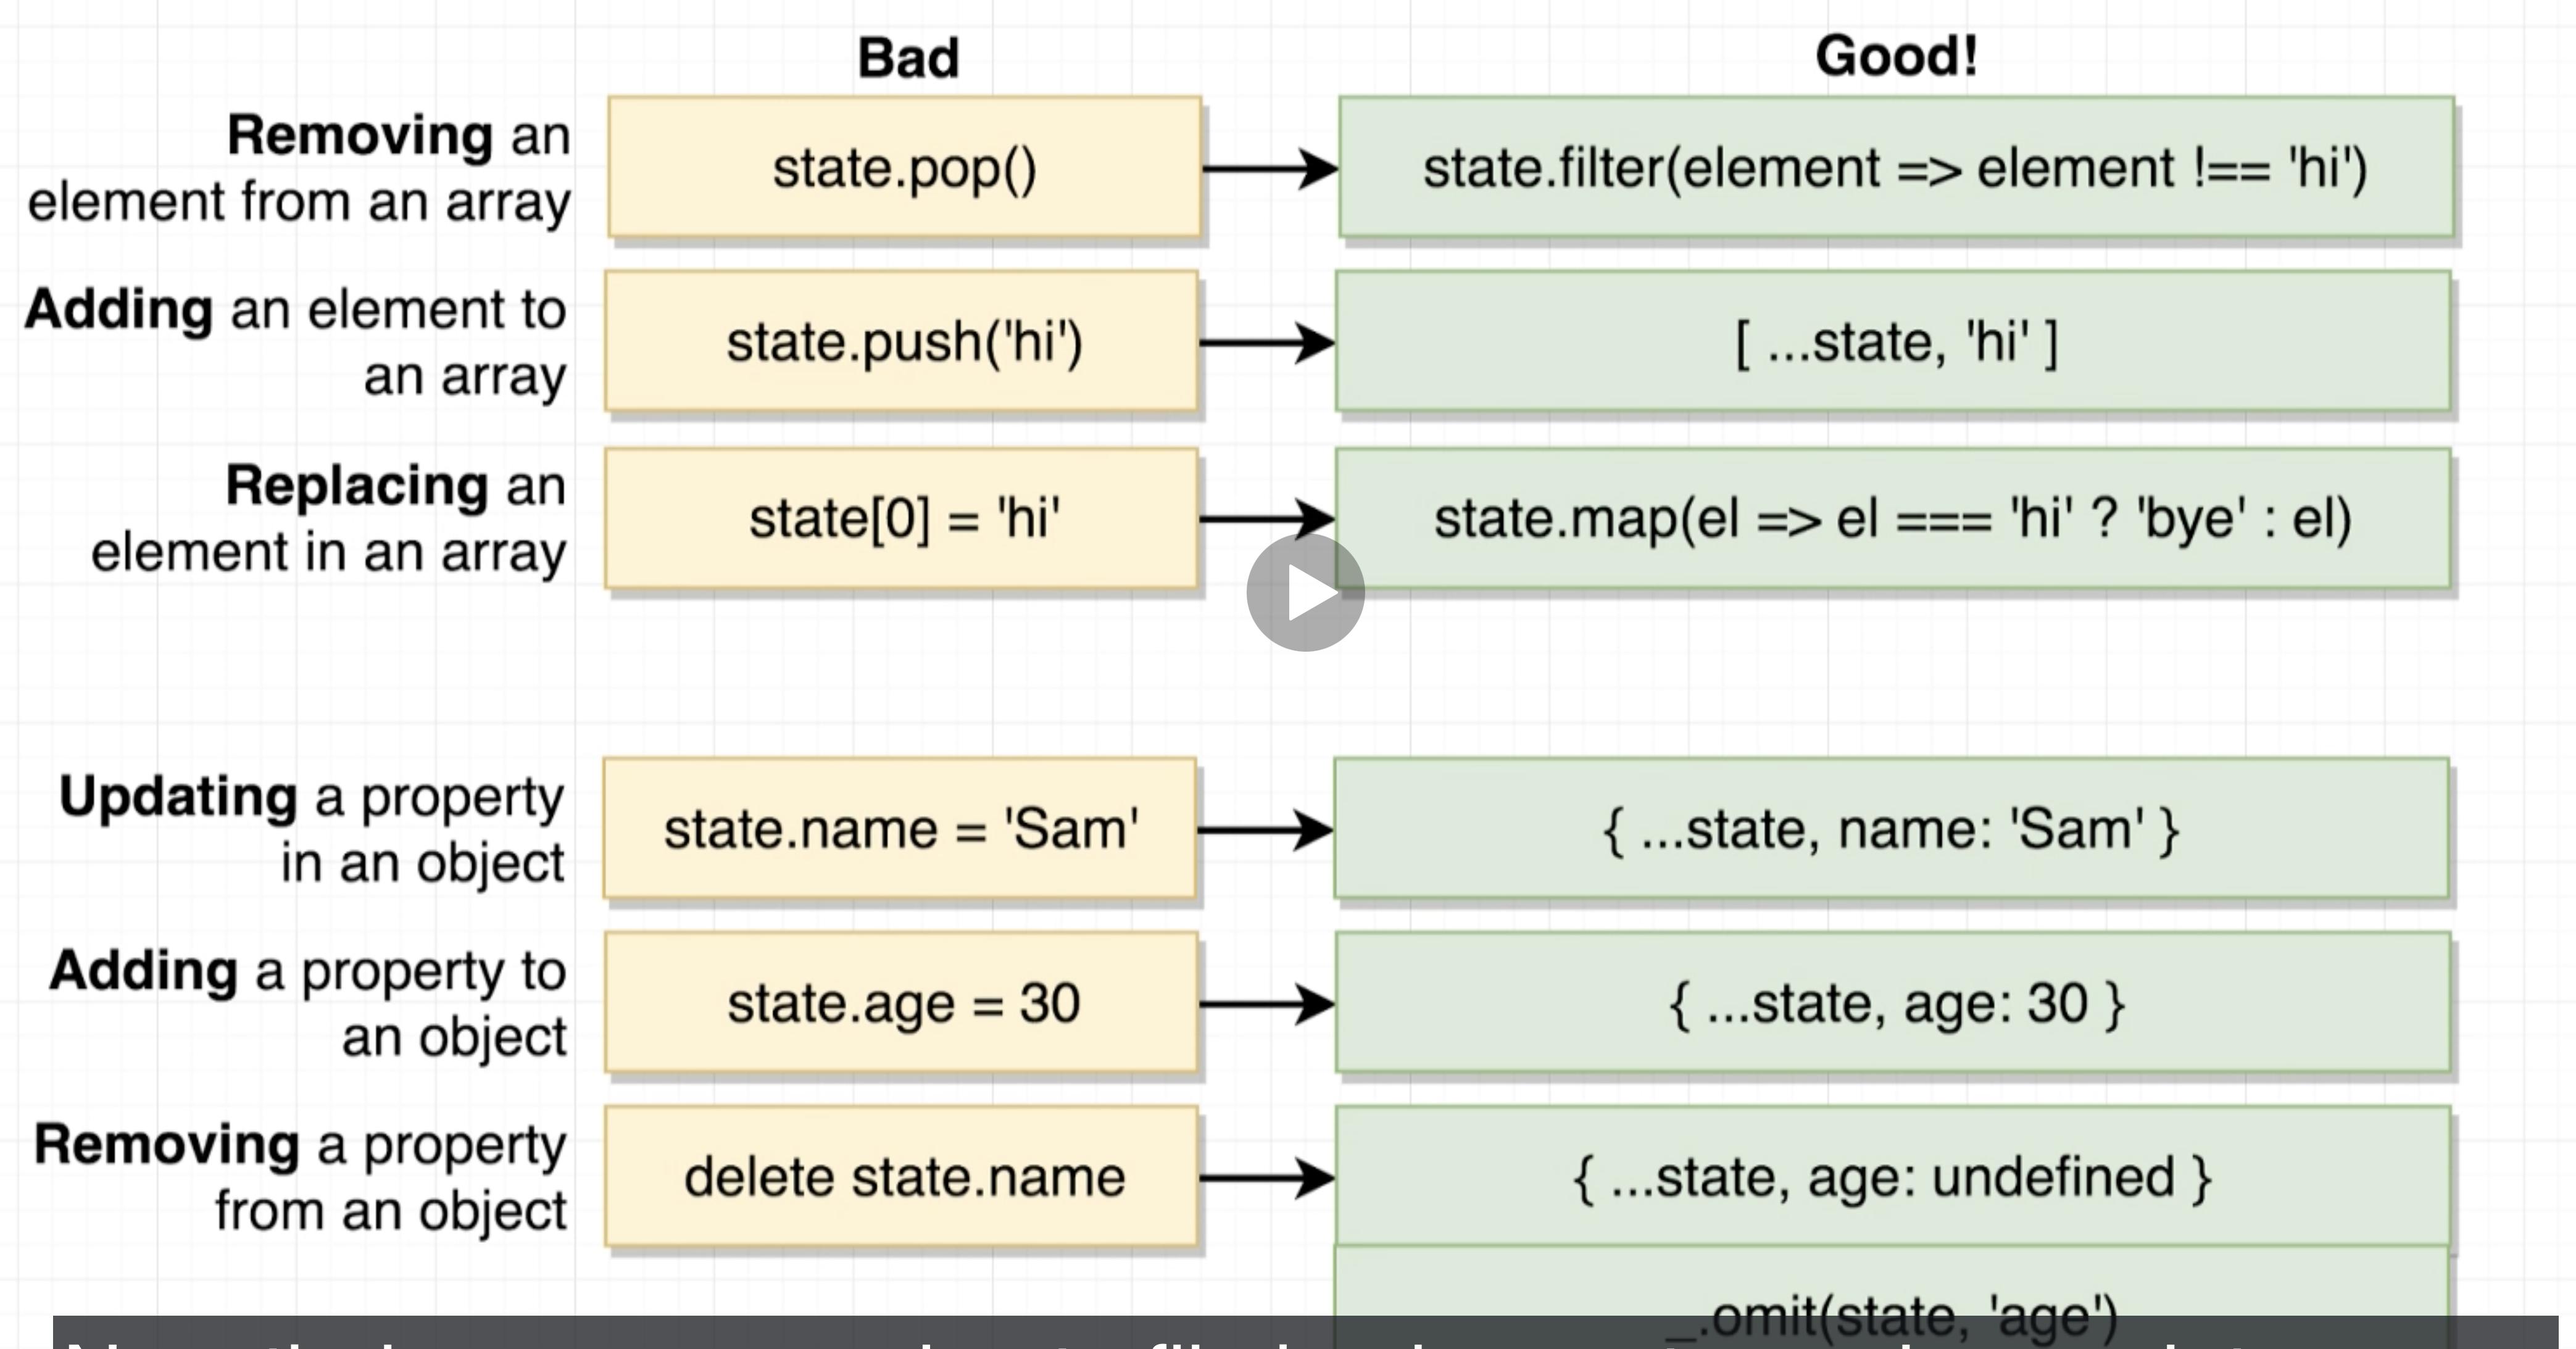 Bad
Good!
Removing an
element from an array
state.pop()
state.filter(element => element !== 'hi')
Adding an element to
an array
state.push('hi')
[ ...state, 'hi' ]
Replacing an
element in an array
state[0] = 'hi'
state.map(el => el === 'hi' ? 'bye' : el)
Updating a property
in an object
state.name = 'Sam'
{ ...state, name: 'Sam' }
Adding a property to
an object
state.age = 30
{ ...state, age: 30 }
Removing a property
from an object
delete state.name
{ ...state, age: undefined }
_.omit(state, 'age')